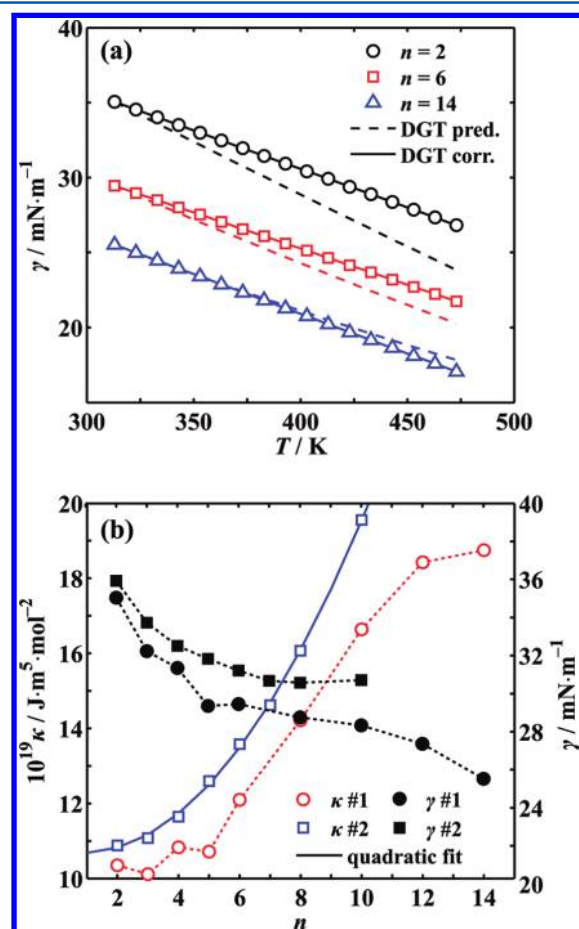 (a)
n = 2
n = 6
n = 14
DGT pred.
DGT corr.
40
30
20
γ / mN·m⁻¹
300 350 400 450 500
T / K
(b)
20
18
16
14
12
10
10¹⁹κ / J·m⁵·mol⁻²
40
36
32
28
24
20
γ / mN·m⁻¹
κ #1 γ #1
κ #2 γ #2
quadratic fit
2 4 6 8 10 12 14
n